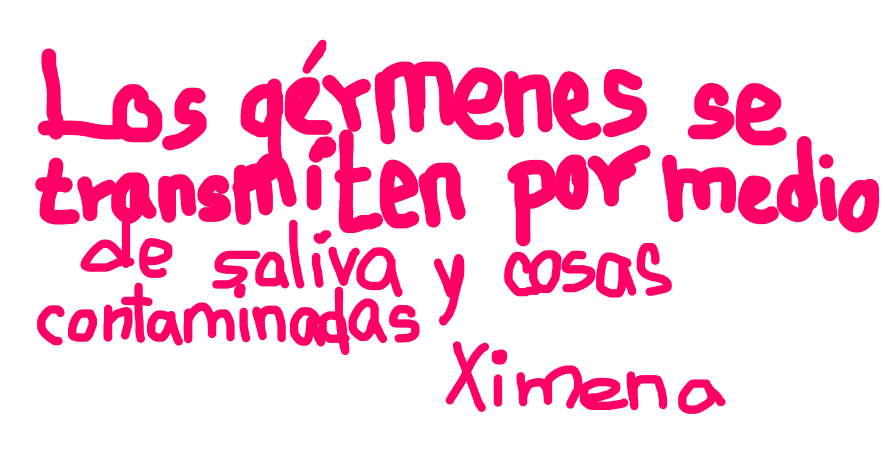 Los gérmenes se
transmiten por medio
de saliva y cosas
contaminadas
Ximena